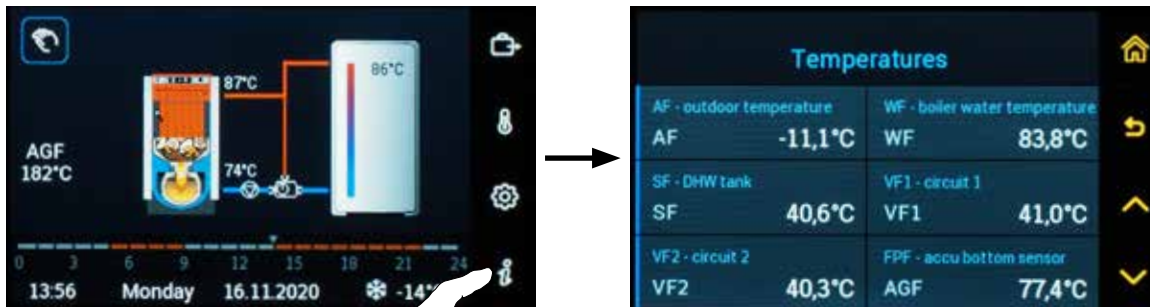 87°C
86°C
AGF
182°C
74°C
0 3 6 9 12 15 18 21 24
13:56 Monday 16.11.2020 -14°
Temperatures
AF - outdoor temperature
AF -11,1°C
WF - boiler water temperature
WF 83,8°C
SF - DHW tank
SF 40,6°C
VF1 - circuit 1
VF1 41,0°C
VF2 - circuit 2
VF2 40,3°C
FPF - accu bottom sensor
AGF 77,4°C